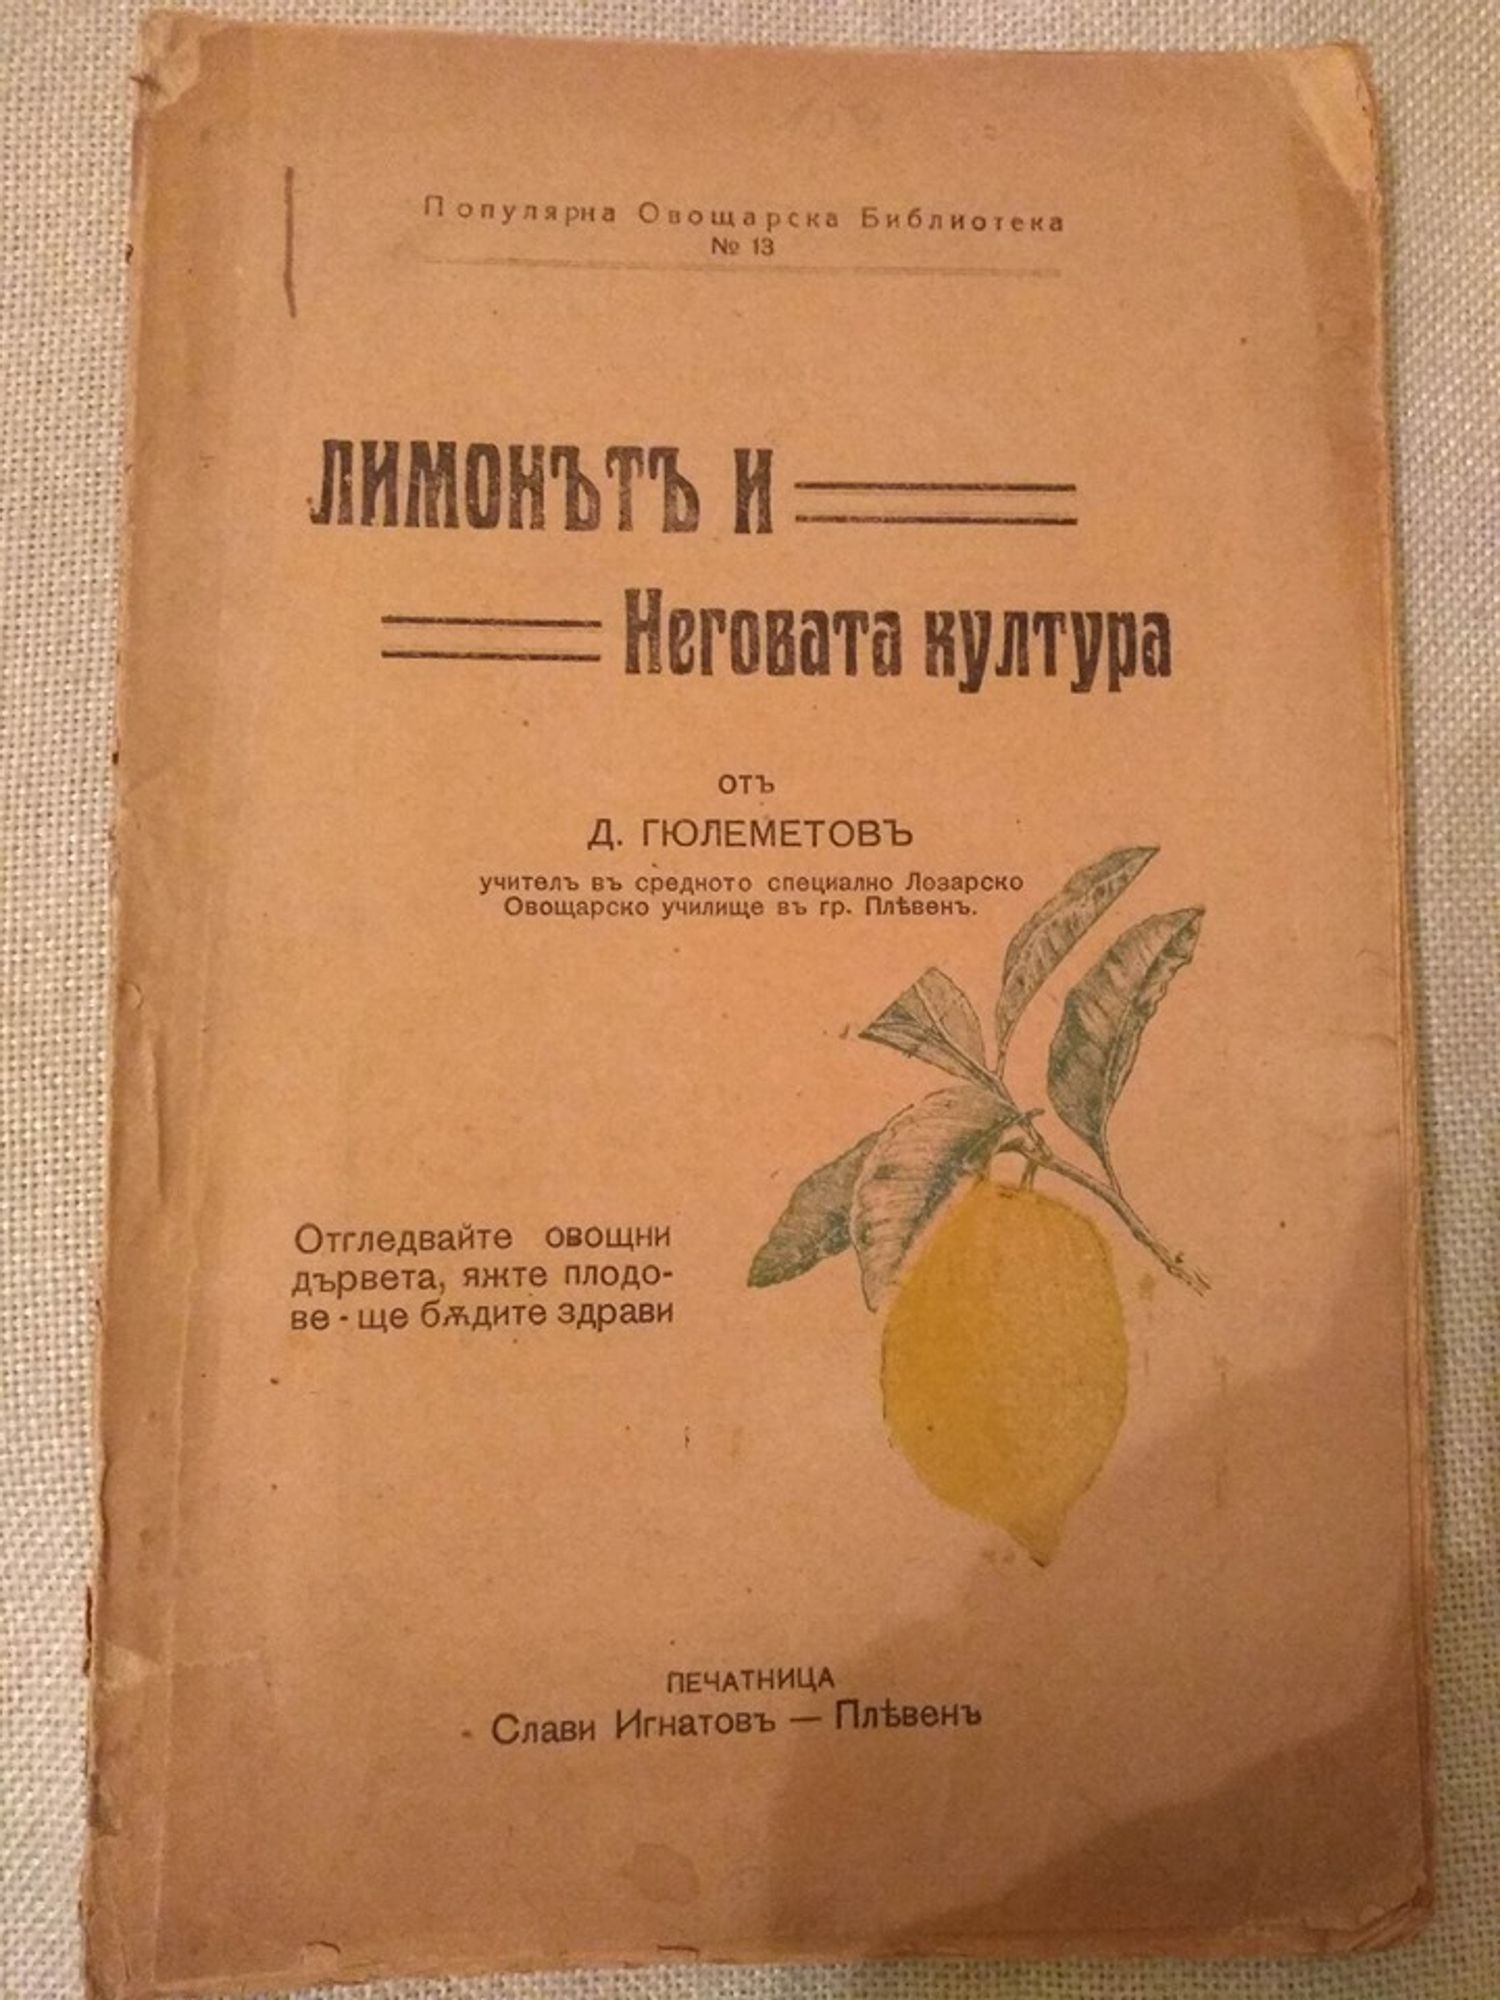 Популярна Овощарска Библиотека
№ 13
ЛИМОНЪТЪ И
Неговата култура
отъ
Д. ГЮЛЕМЕТОВЪ
учителъ въ средното специално Лозарско
Овощарско училище въ гр. Плѣвенъ.
Отгледвайте овощни
дървета, яжте плодо-
ве - ще бѫдите здрави
ПЕЧАТНИЦА
Слави Игнатовъ — Плѣвенъ